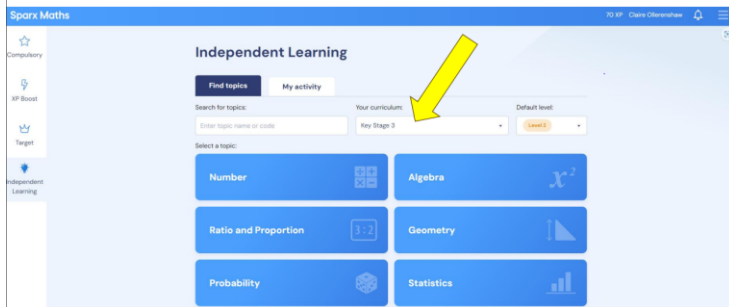 Sparx Maths
70 XP Claire Ollerenshaw
Compulsory
XP Boost
Target
Independent
Learning
Independent Learning
Find topics My activity
Search for topics: Your curriculum: Default level:
Enter topic name or code Key Stage 3 Level 2
Select a topic:
Number Algebra x²
Ratio and Proportion 3:2 Geometry
Probability Statistics